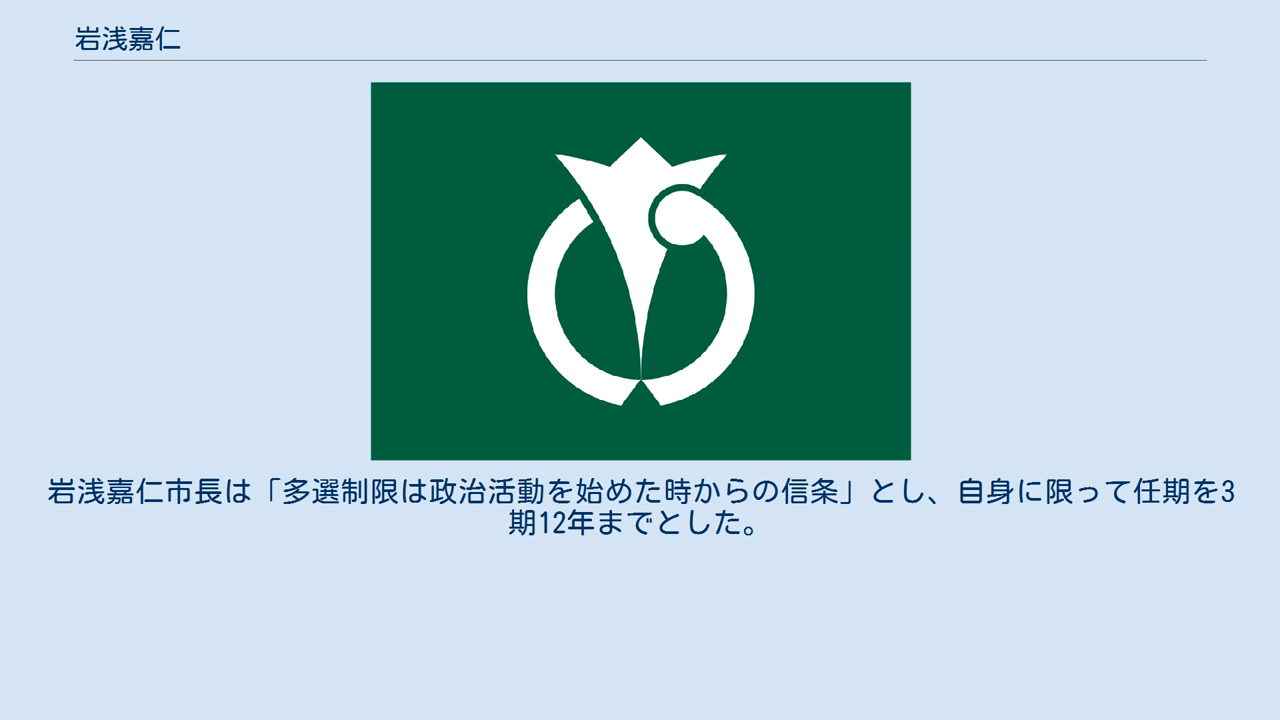 岩浅嘉仁
岩浅嘉仁市長は「多選制限は政治活動を始めた時からの信条」とし、自身に限って任期を3
期12年までとした。